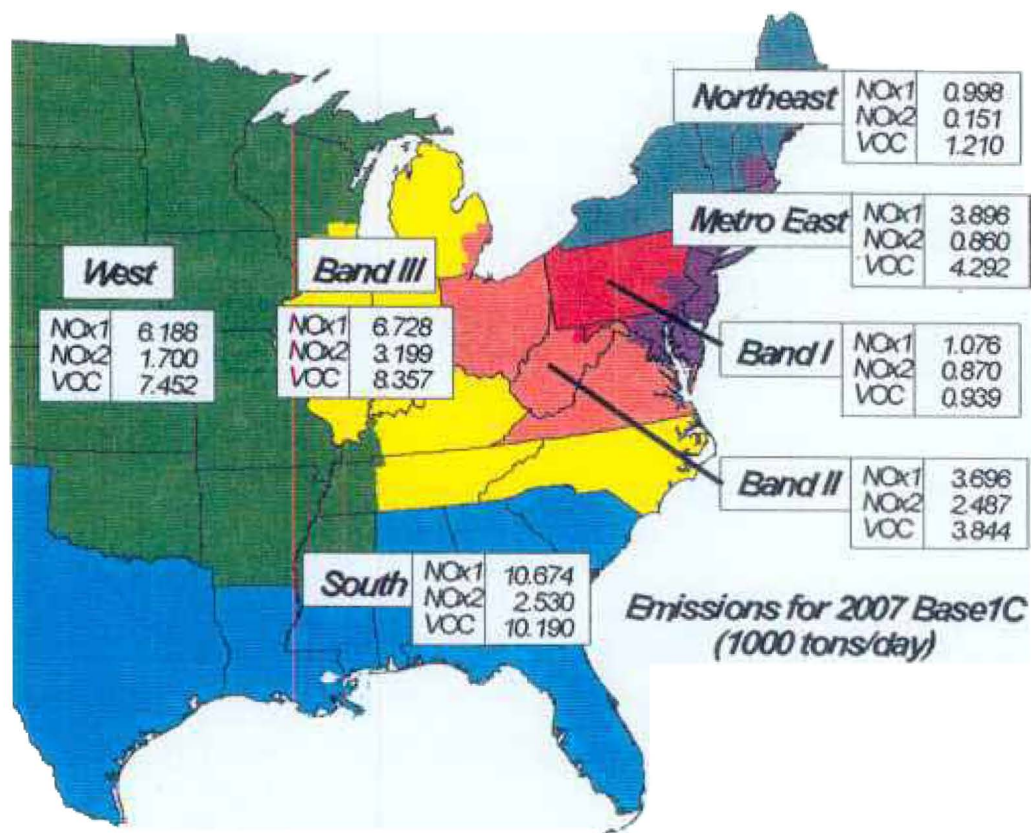 Northeast
NOx1 0.998
NOx2 0.151
VOC 1.210
Metro East
NOx1 3.896
NOx2 0.860
VOC 4.292
West
NOx1 6.188
NOx2 1.700
VOC 7.452
Band III
NOx1 6.728
NOx2 3.199
VOC 8.357
Band I
NOx1 1.076
NOx2 0.870
VOC 0.939
Band II
NOx1 3.696
NOx2 2.487
VOC 3.844
South
NOx1 10.674
NOx2 2.530
VOC 10.190
Emissions for 2007 Base1C
(1000 tons/day)